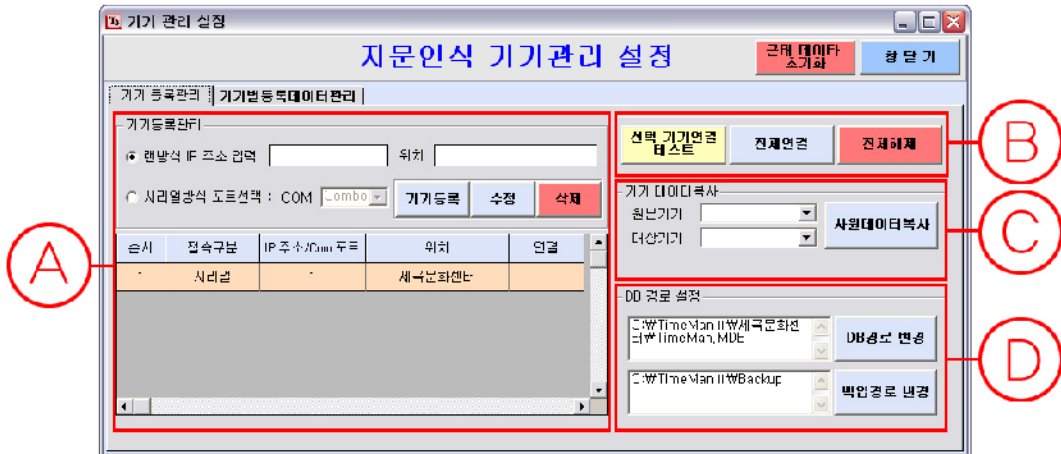 기기 관리 설정
지문인식 기기관리 설정
근태 데이타
초기화
창 닫 기
기기 등록관리
기기별등록데이터관리
기기등록관리
랜방식 IP 주소 입력
위치
시리얼방식 포트선택 : COM
Combo
기기등록
수정
삭제
순서
접속구분
IP 주소/Com 포트
위치
연결
시리얼
세곡문화센터
A
선택 기기연결
테스트
전체연결
전체해제
B
기기 데이터복사
원본기기
대상기기
사원데이터복사
C
DB 경로 설정
C:₩TimeMan II₩세곡문화센
터₩TimeMan.MDB
DB경로 변경
C:₩TimeMan II₩Backup
백업경로 변경
D